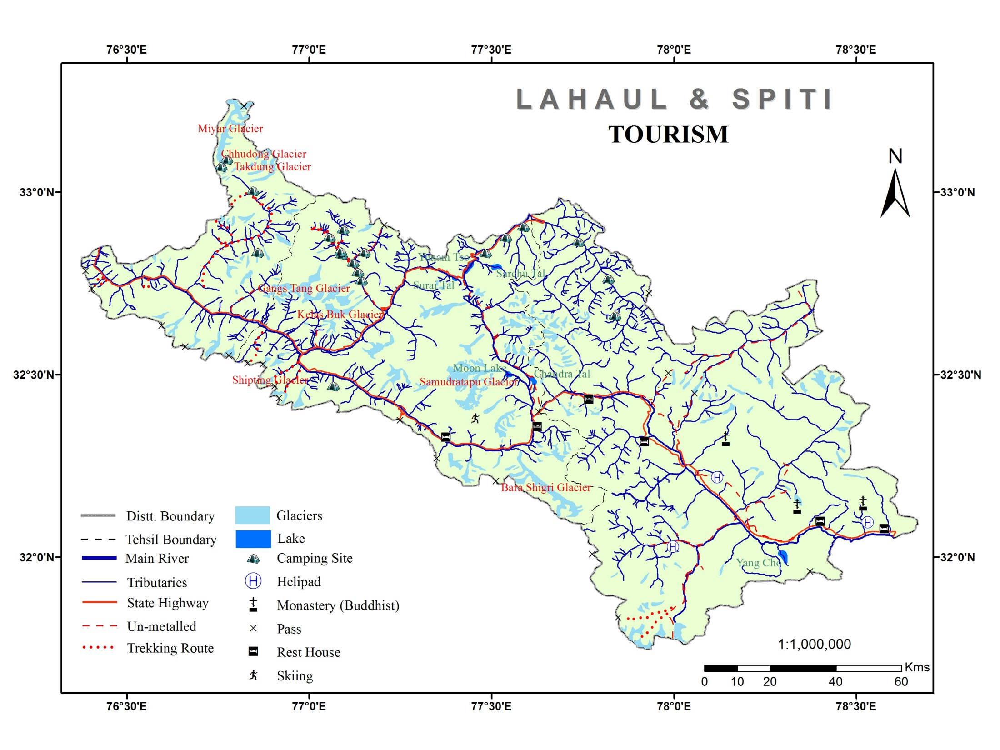 76°30'E 77°0'E 77°30'E 78°0'E 78°30'E
LAHAUL & SPITI
TOURISM
N
Miyar Glacier
Chhudong Glacier
Takdung Glacier
33°0'N 33°0'N
Yunam Tso
Sarchu Tal
Suraj Tal
Gangs Tang Glacier
Kelas Buk Glacier
Moon Lake
Chandra Tal
32°30'N 32°30'N
Shipting Glacier
Samudratapu Glacier
H
Bara Shigri Glacier
H
H
32°0'N 32°0'N
Yang Cho
Distt. Boundary
Tehsil Boundary
Main River
Tributaries
State Highway
Un-metalled
Trekking Route
Glaciers
Lake
Camping Site
H Helipad
Monastery (Buddhist)
Pass
Rest House
Skiing
1:1,000,000
Kms
0 10 20 40 60
76°30'E 77°0'E 77°30'E 78°0'E 78°30'E